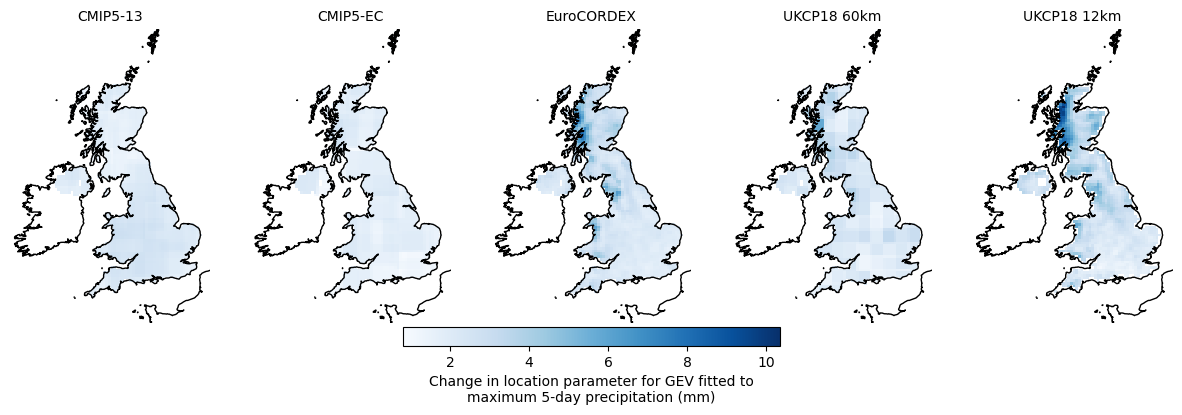 CMIP5-13
CMIP5-EC
EuroCORDEX
UKCP18 60km
UKCP18 12km
2
4
6
8
10
Change in location parameter for GEV fitted to
maximum 5-day precipitation (mm)